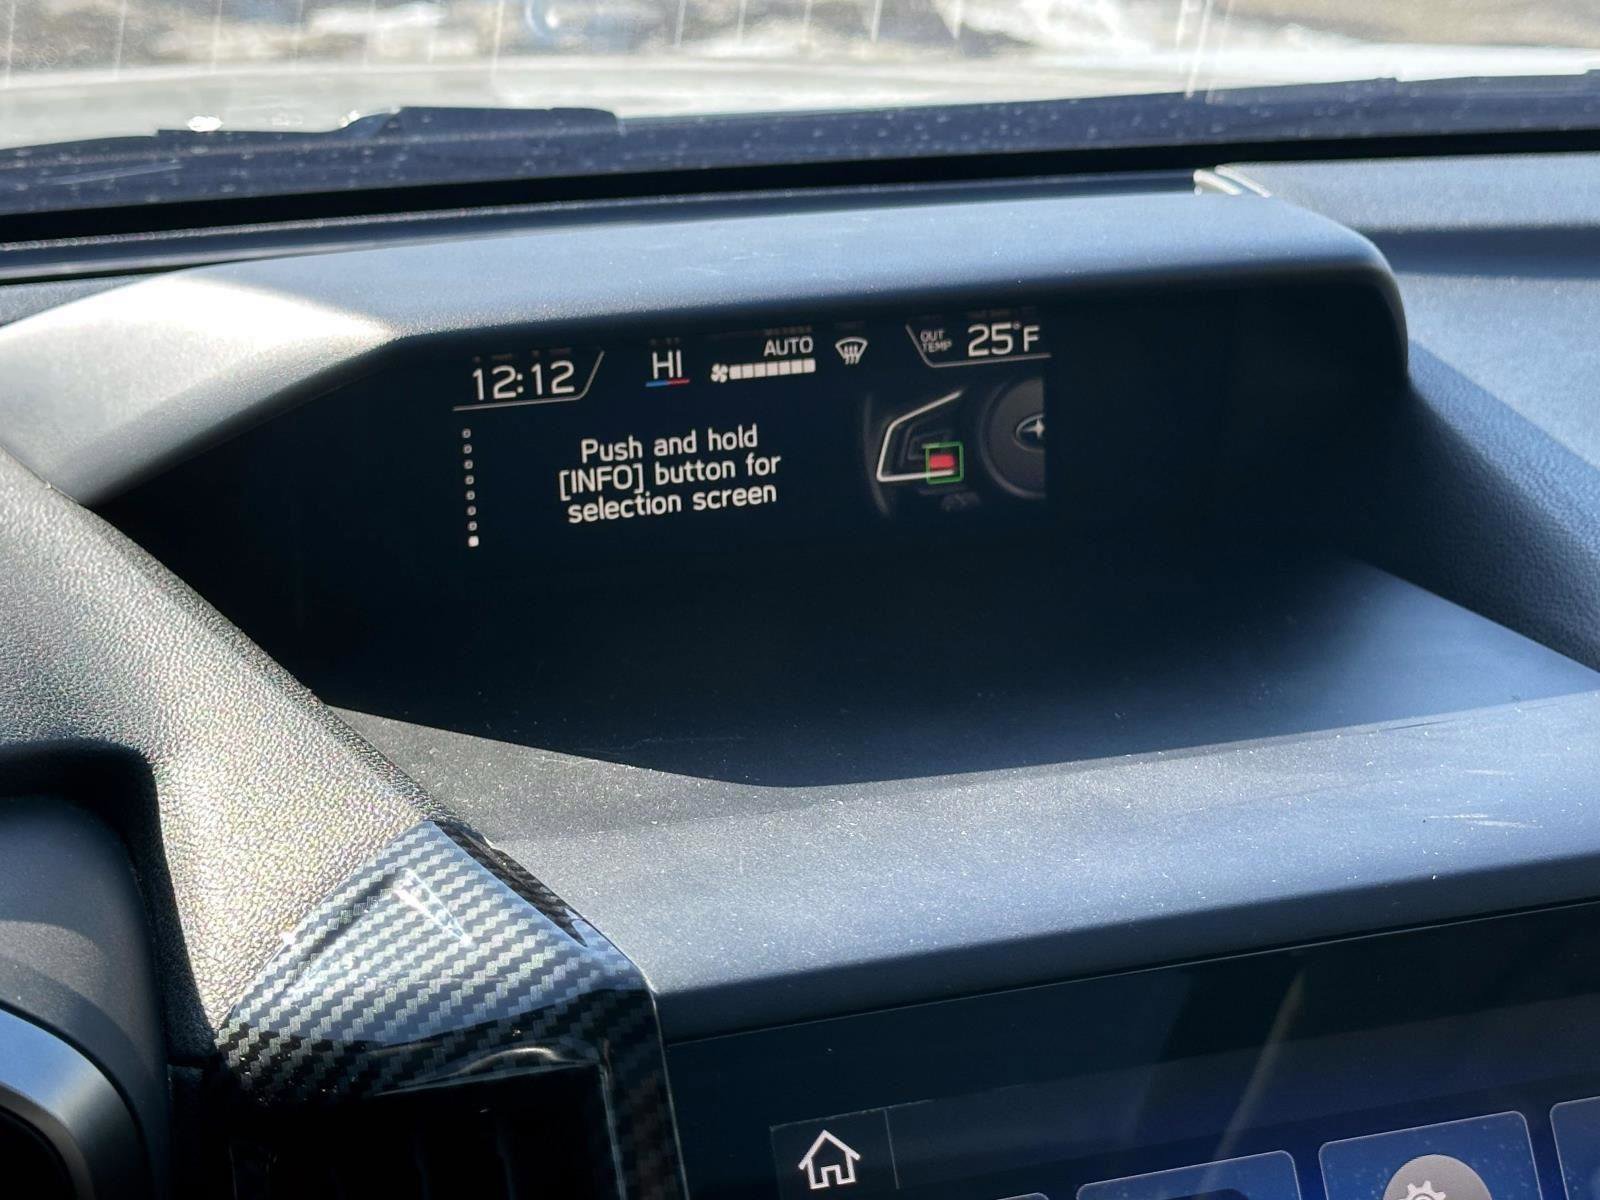 12:12
HI
AUTO
OUT
TEMP
25°F
Push and hold
[INFO] button for
selection screen